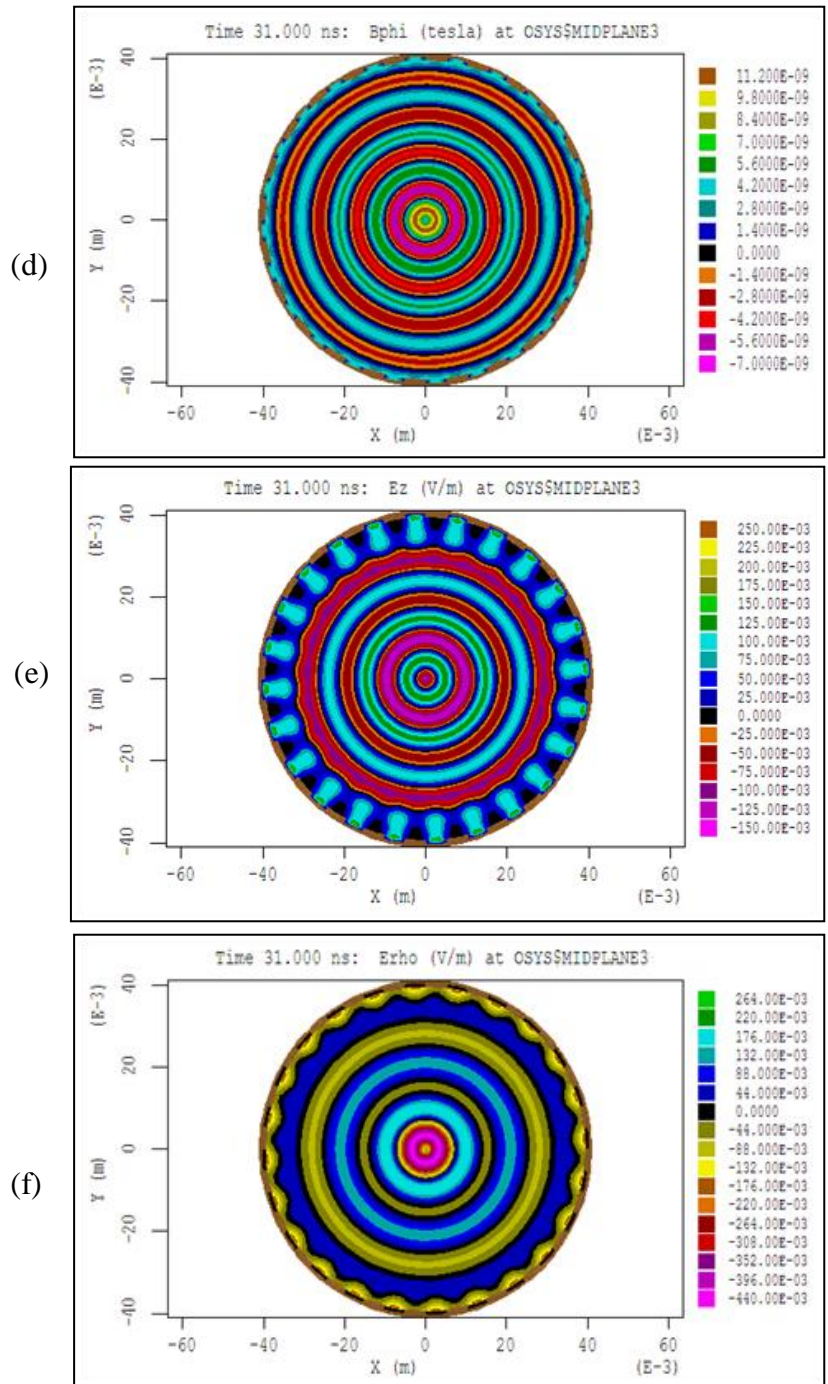 Time 31.000 ns: Bphi (tesla) at OSYS$MIDPLANE3
(E-3)
40
20
0
-20
-40
Y (m)
-60 -40 -20 0 20 40 60
X (m) (E-3)
11.200E-09
9.8000E-09
8.4000E-09
7.0000E-09
5.6000E-09
4.2000E-09
2.8000E-09
1.4000E-09
0.0000
-1.4000E-09
-2.8000E-09
-4.2000E-09
-5.6000E-09
-7.0000E-09
(d)
Time 31.000 ns: Ez (V/m) at OSYS$MIDPLANE3
(E-3)
40
20
0
-20
-40
Y (m)
-60 -40 -20 0 20 40 60
X (m) (E-3)
250.00E-03
225.00E-03
200.00E-03
175.00E-03
150.00E-03
125.00E-03
100.00E-03
75.000E-03
50.000E-03
25.000E-03
0.0000
-25.000E-03
-50.000E-03
-75.000E-03
-100.00E-03
-125.00E-03
-150.00E-03
(e)
Time 31.000 ns: Erho (V/m) at OSYS$MIDPLANE3
(E-3)
40
20
0
-20
-40
Y (m)
-60 -40 -20 0 20 40 60
X (m) (E-3)
264.00E-03
220.00E-03
176.00E-03
132.00E-03
88.000E-03
44.000E-03
0.0000
-44.000E-03
-88.000E-03
-132.00E-03
-176.00E-03
-220.00E-03
-264.00E-03
-308.00E-03
-352.00E-03
-396.00E-03
-440.00E-03
(f)